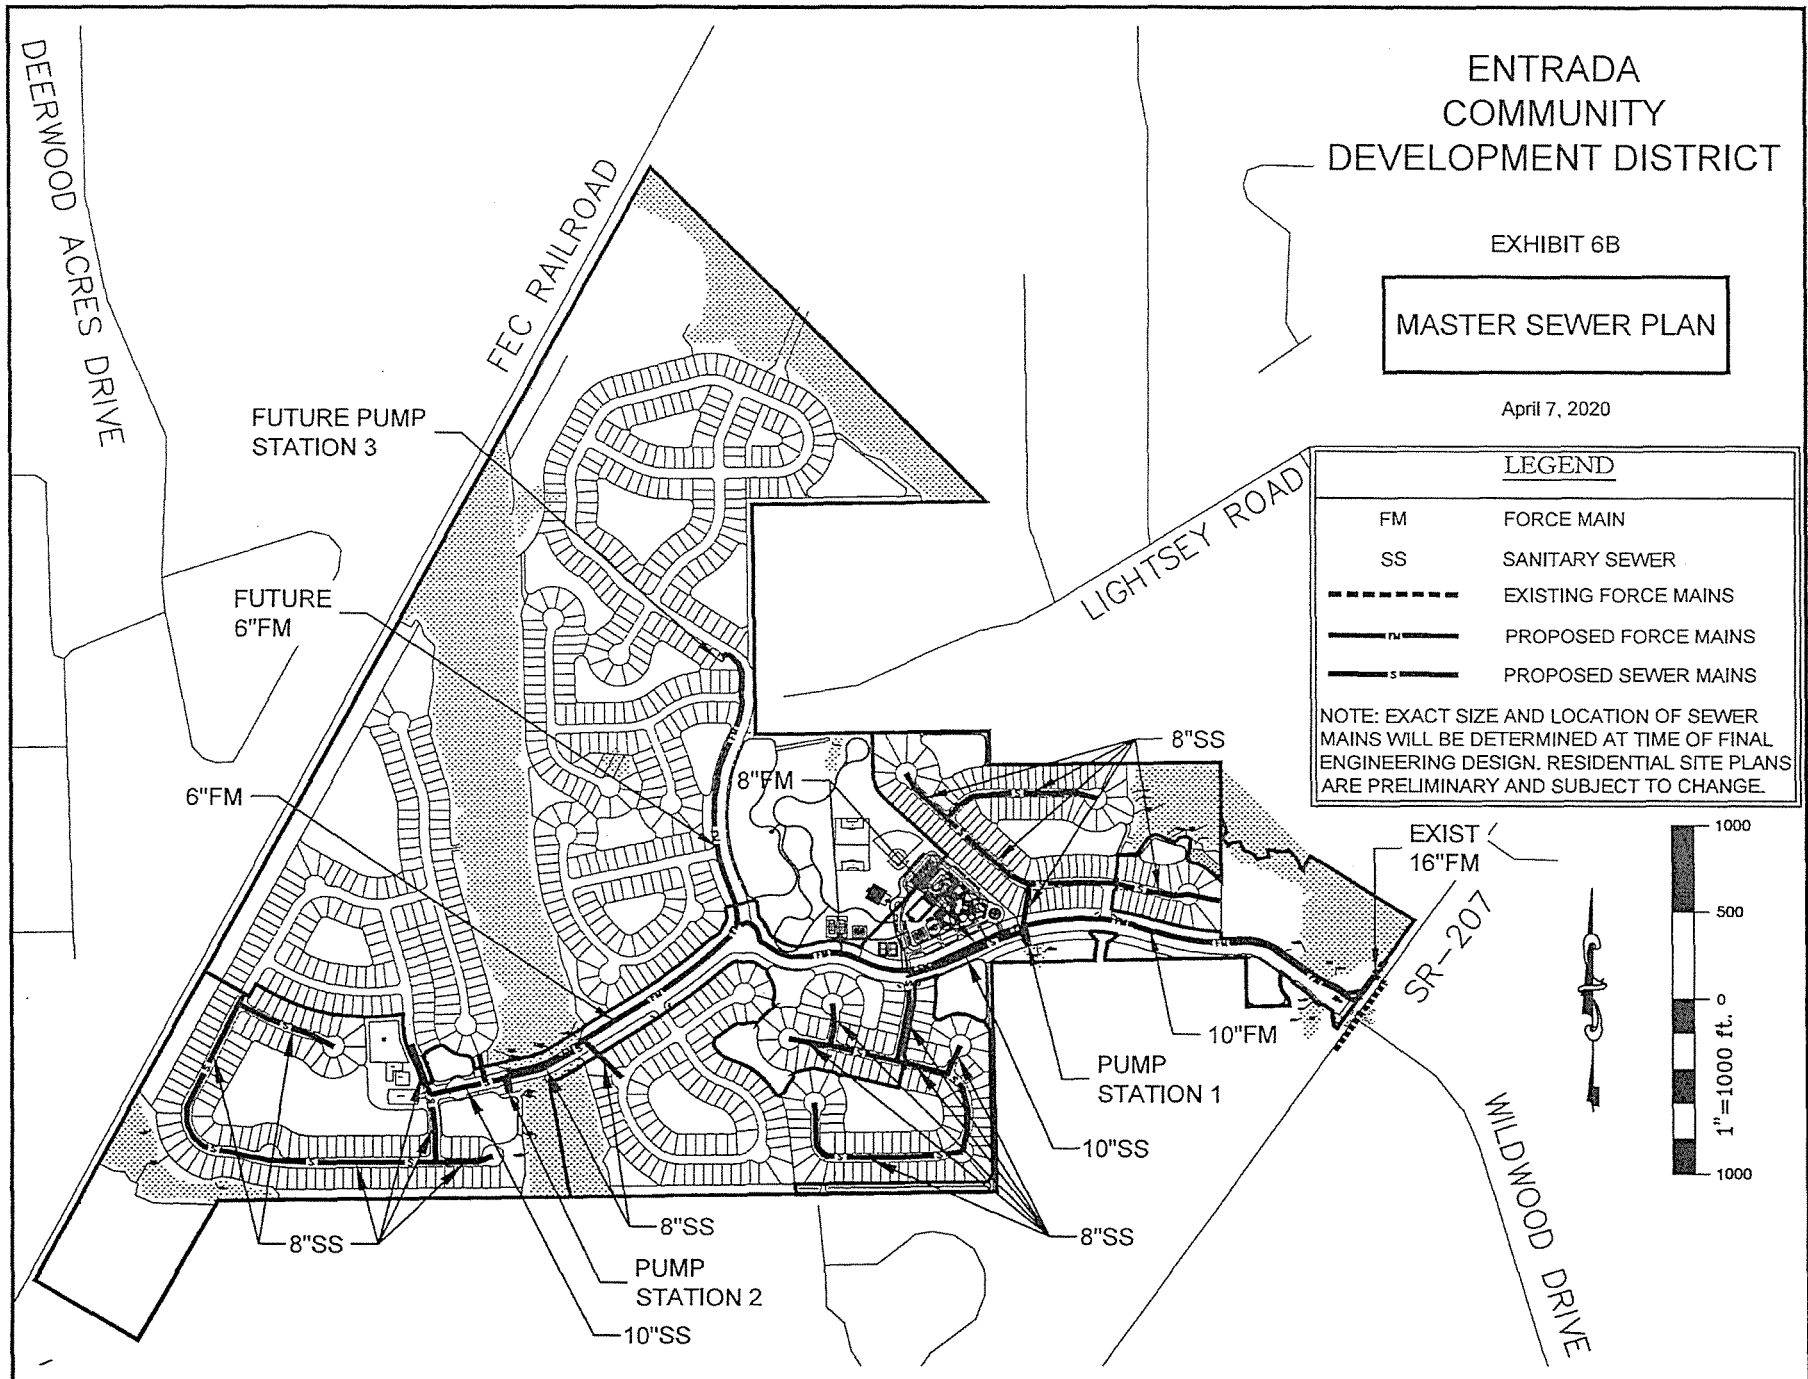 ENTRADA
COMMUNITY
DEVELOPMENT DISTRICT
EXHIBIT 6B
MASTER SEWER PLAN
April 7, 2020
LEGEND
FM FORCE MAIN
SS SANITARY SEWER
EXISTING FORCE MAINS
FM PROPOSED FORCE MAINS
S PROPOSED SEWER MAINS
NOTE: EXACT SIZE AND LOCATION OF SEWER
MAINS WILL BE DETERMINED AT TIME OF FINAL
ENGINEERING DESIGN. RESIDENTIAL SITE PLANS
ARE PRELIMINARY AND SUBJECT TO CHANGE.
DEERWOOD ACRES DRIVE
FEC RAILROAD
FUTURE PUMP
STATION 3
LIGHTSEY ROAD
FUTURE
6"FM
6"FM
8"FM
8"SS
EXIST
16"FM
SR-207
10"FM
PUMP
STATION 1
10"SS
8"SS
8"SS
8"SS
PUMP
STATION 2
10"SS
WILDWOOD DRIVE
1000
500
0
1000
1"=1000 ft.